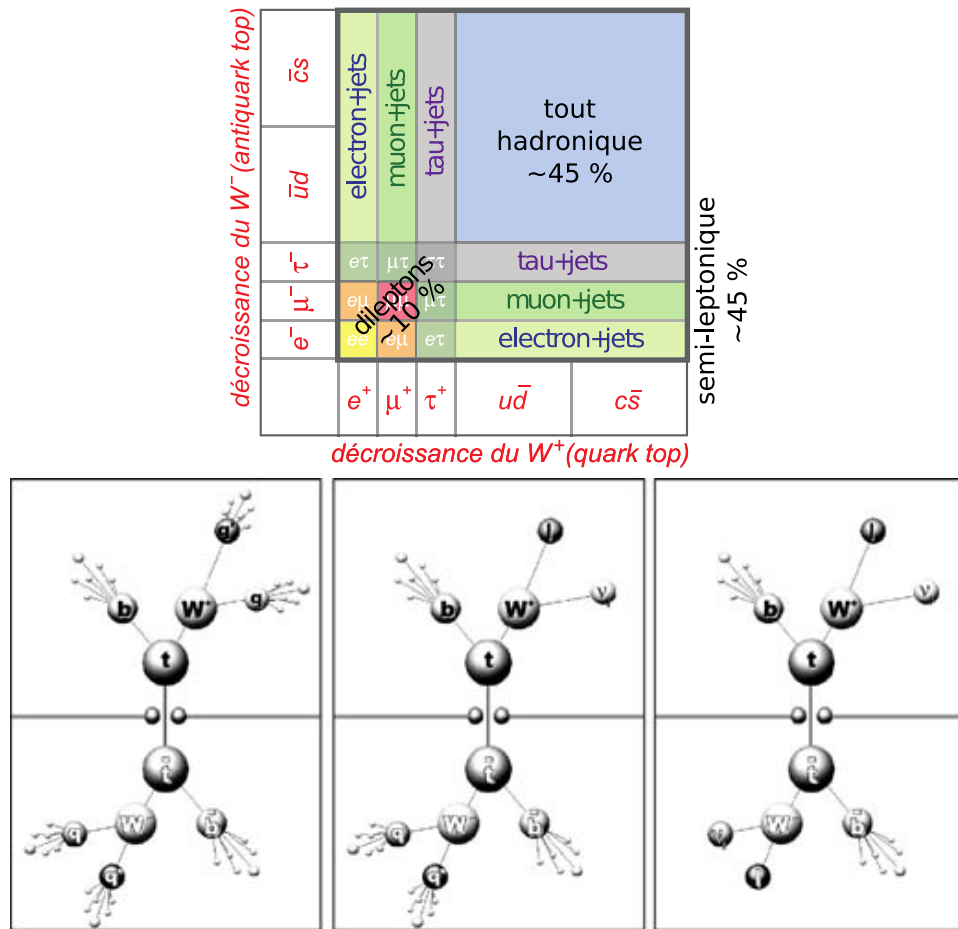 décroissance du W⁻(antiquark top)
c̄s
ūd
τ⁻
μ⁻
e⁻
electron+jets
muon+jets
tau+jets
tout
hadronique
~45 %
eτ
μτ
ττ
tau+jets
eμ
μτ
muon+jets
ee
eμ
eτ
electron+jets
dileptons
~10 %
semi-leptonique
~45 %
e⁺
μ⁺
τ⁺
ud̄
cs̄
décroissance du W⁺(quark top)
b
W⁺
t
t̄
W⁻
b̄
b
W⁺
ν
t
t̄
W⁻
b̄
b
W⁺
ν
t
t̄
W⁻
b̄